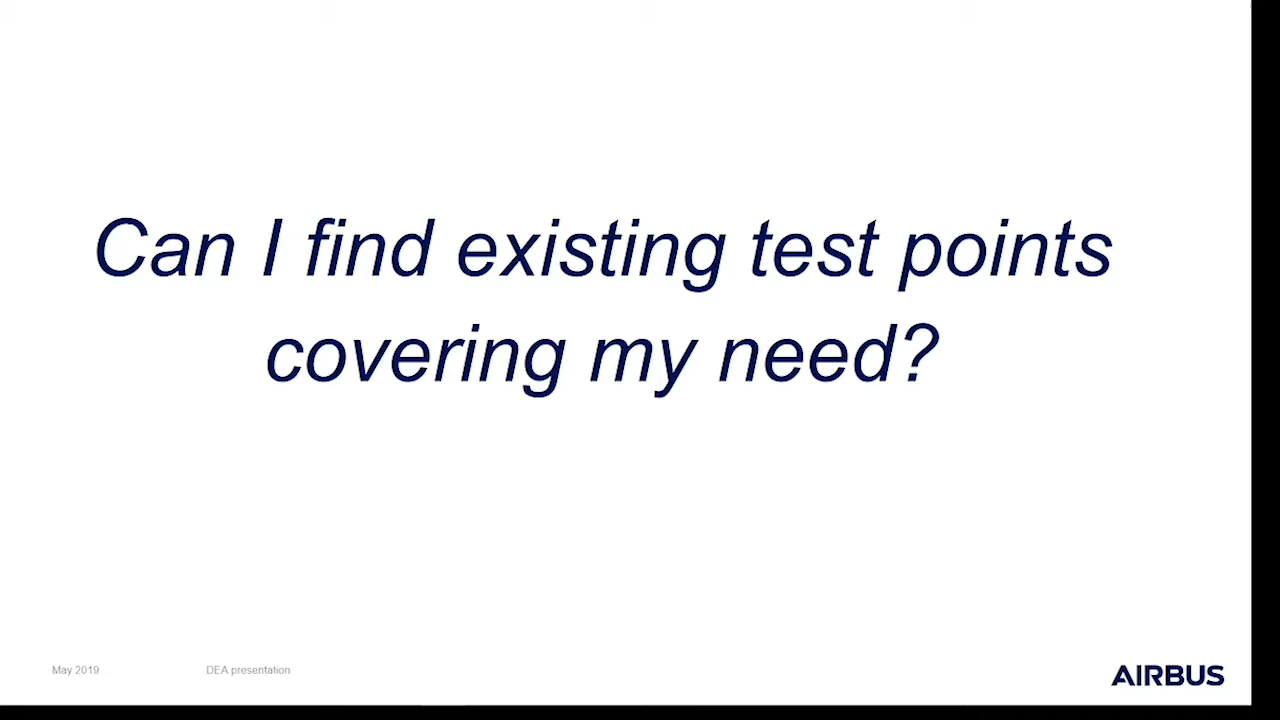 Can I find existing test points
covering my need?
May 2019
DEA presentation
AIRBUS